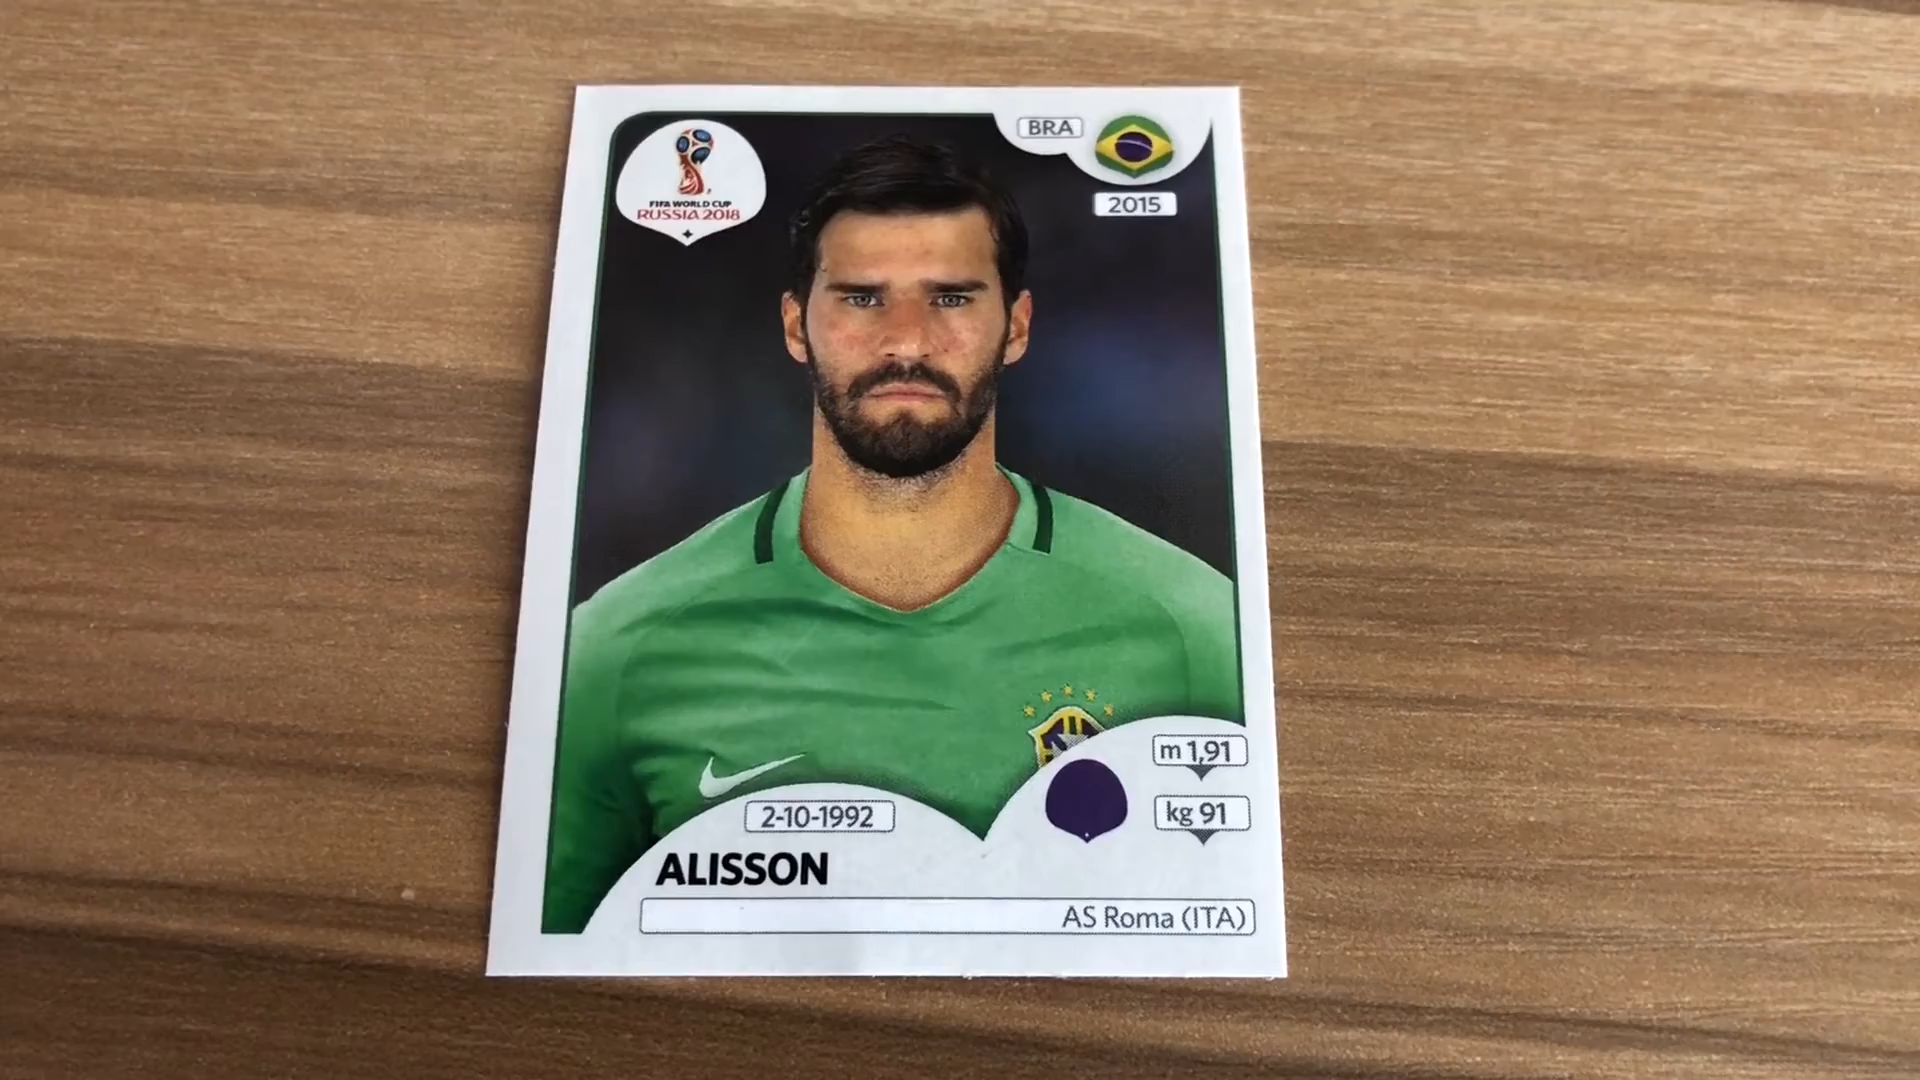 FIFA WORLD CUP
RUSSIA 2018
BRA
2015
m 1,91
kg 91
2-10-1992
ALISSON
AS Roma (ITA)